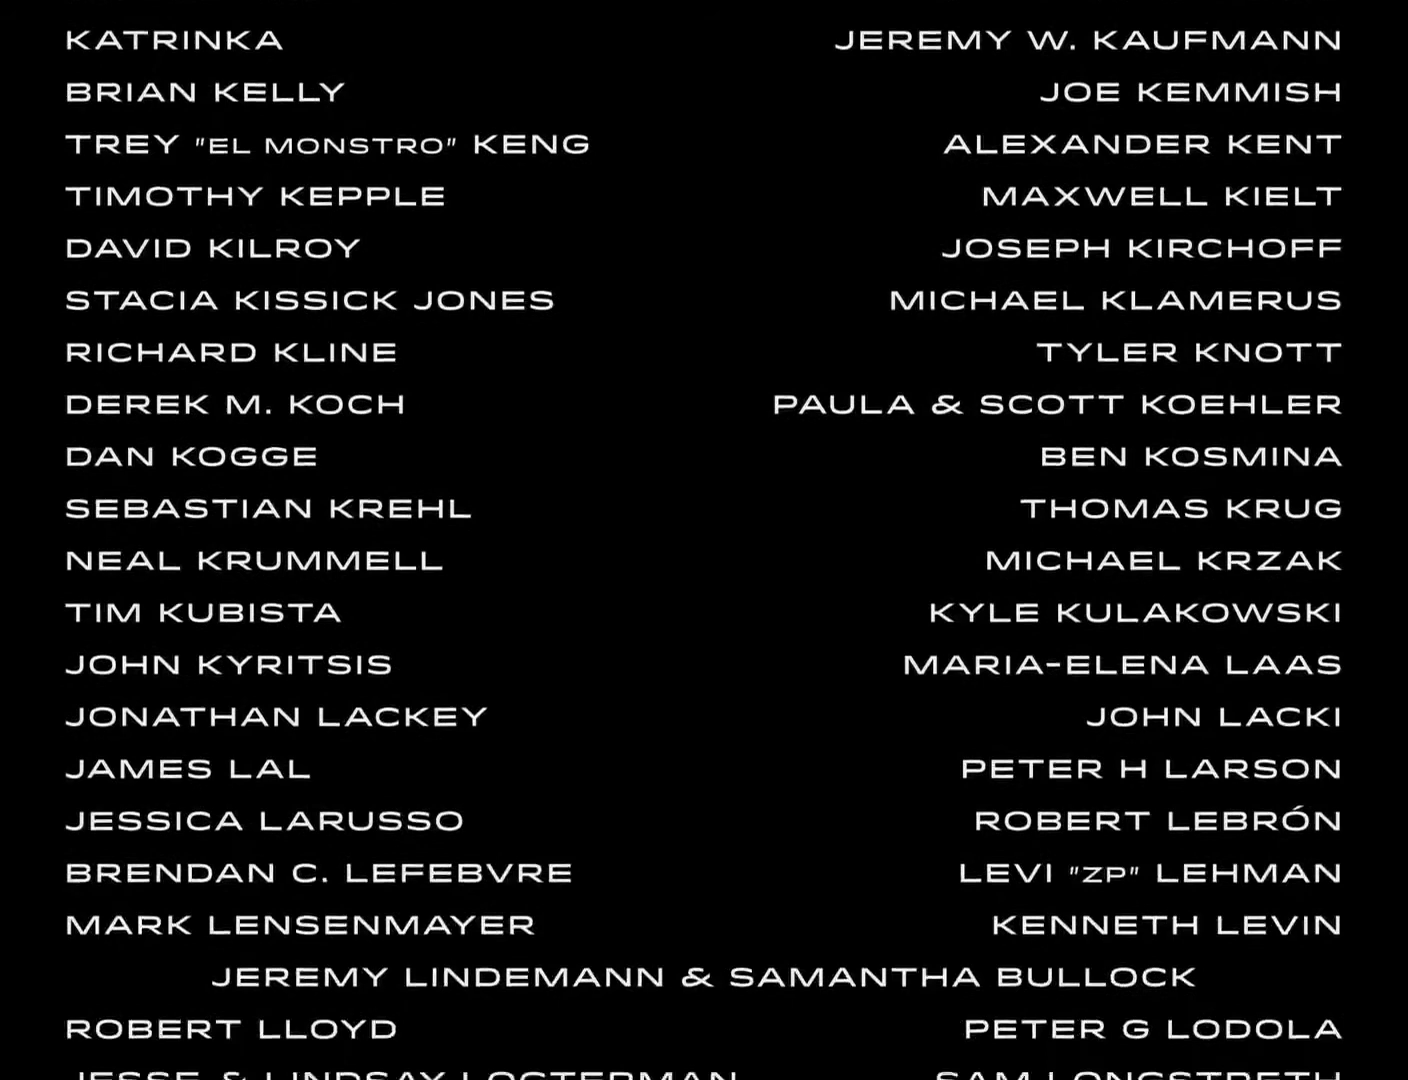 KATRINKA JEREMY W. KAUFMANN
BRIAN KELLY JOE KEMMISH
TREY "EL MONSTRO" KENG ALEXANDER KENT
TIMOTHY KEPPLE MAXWELL KIELT
DAVID KILROY JOSEPH KIRCHOFF
STACIA KISSICK JONES MICHAEL KLAMERUS
RICHARD KLINE TYLER KNOTT
DEREK M. KOCH PAULA & SCOTT KOEHLER
DAN KOGGE BEN KOSMINA
SEBASTIAN KREHL THOMAS KRUG
NEAL KRUMMELL MICHAEL KRZAK
TIM KUBISTA KYLE KULAKOWSKI
JOHN KYRITSIS MARIA-ELENA LAAS
JONATHAN LACKEY JOHN LACKI
JAMES LAL PETER H LARSON
JESSICA LARUSSO ROBERT LEBRÓN
BRENDAN C. LEFEBVRE LEVI "ZP" LEHMAN
MARK LENSENMAYER KENNETH LEVIN
JEREMY LINDEMANN & SAMANTHA BULLOCK
ROBERT LLOYD PETER G LODOLA
JESSE & LINDSAY LOCTERMAN SAM LONGSTRETH